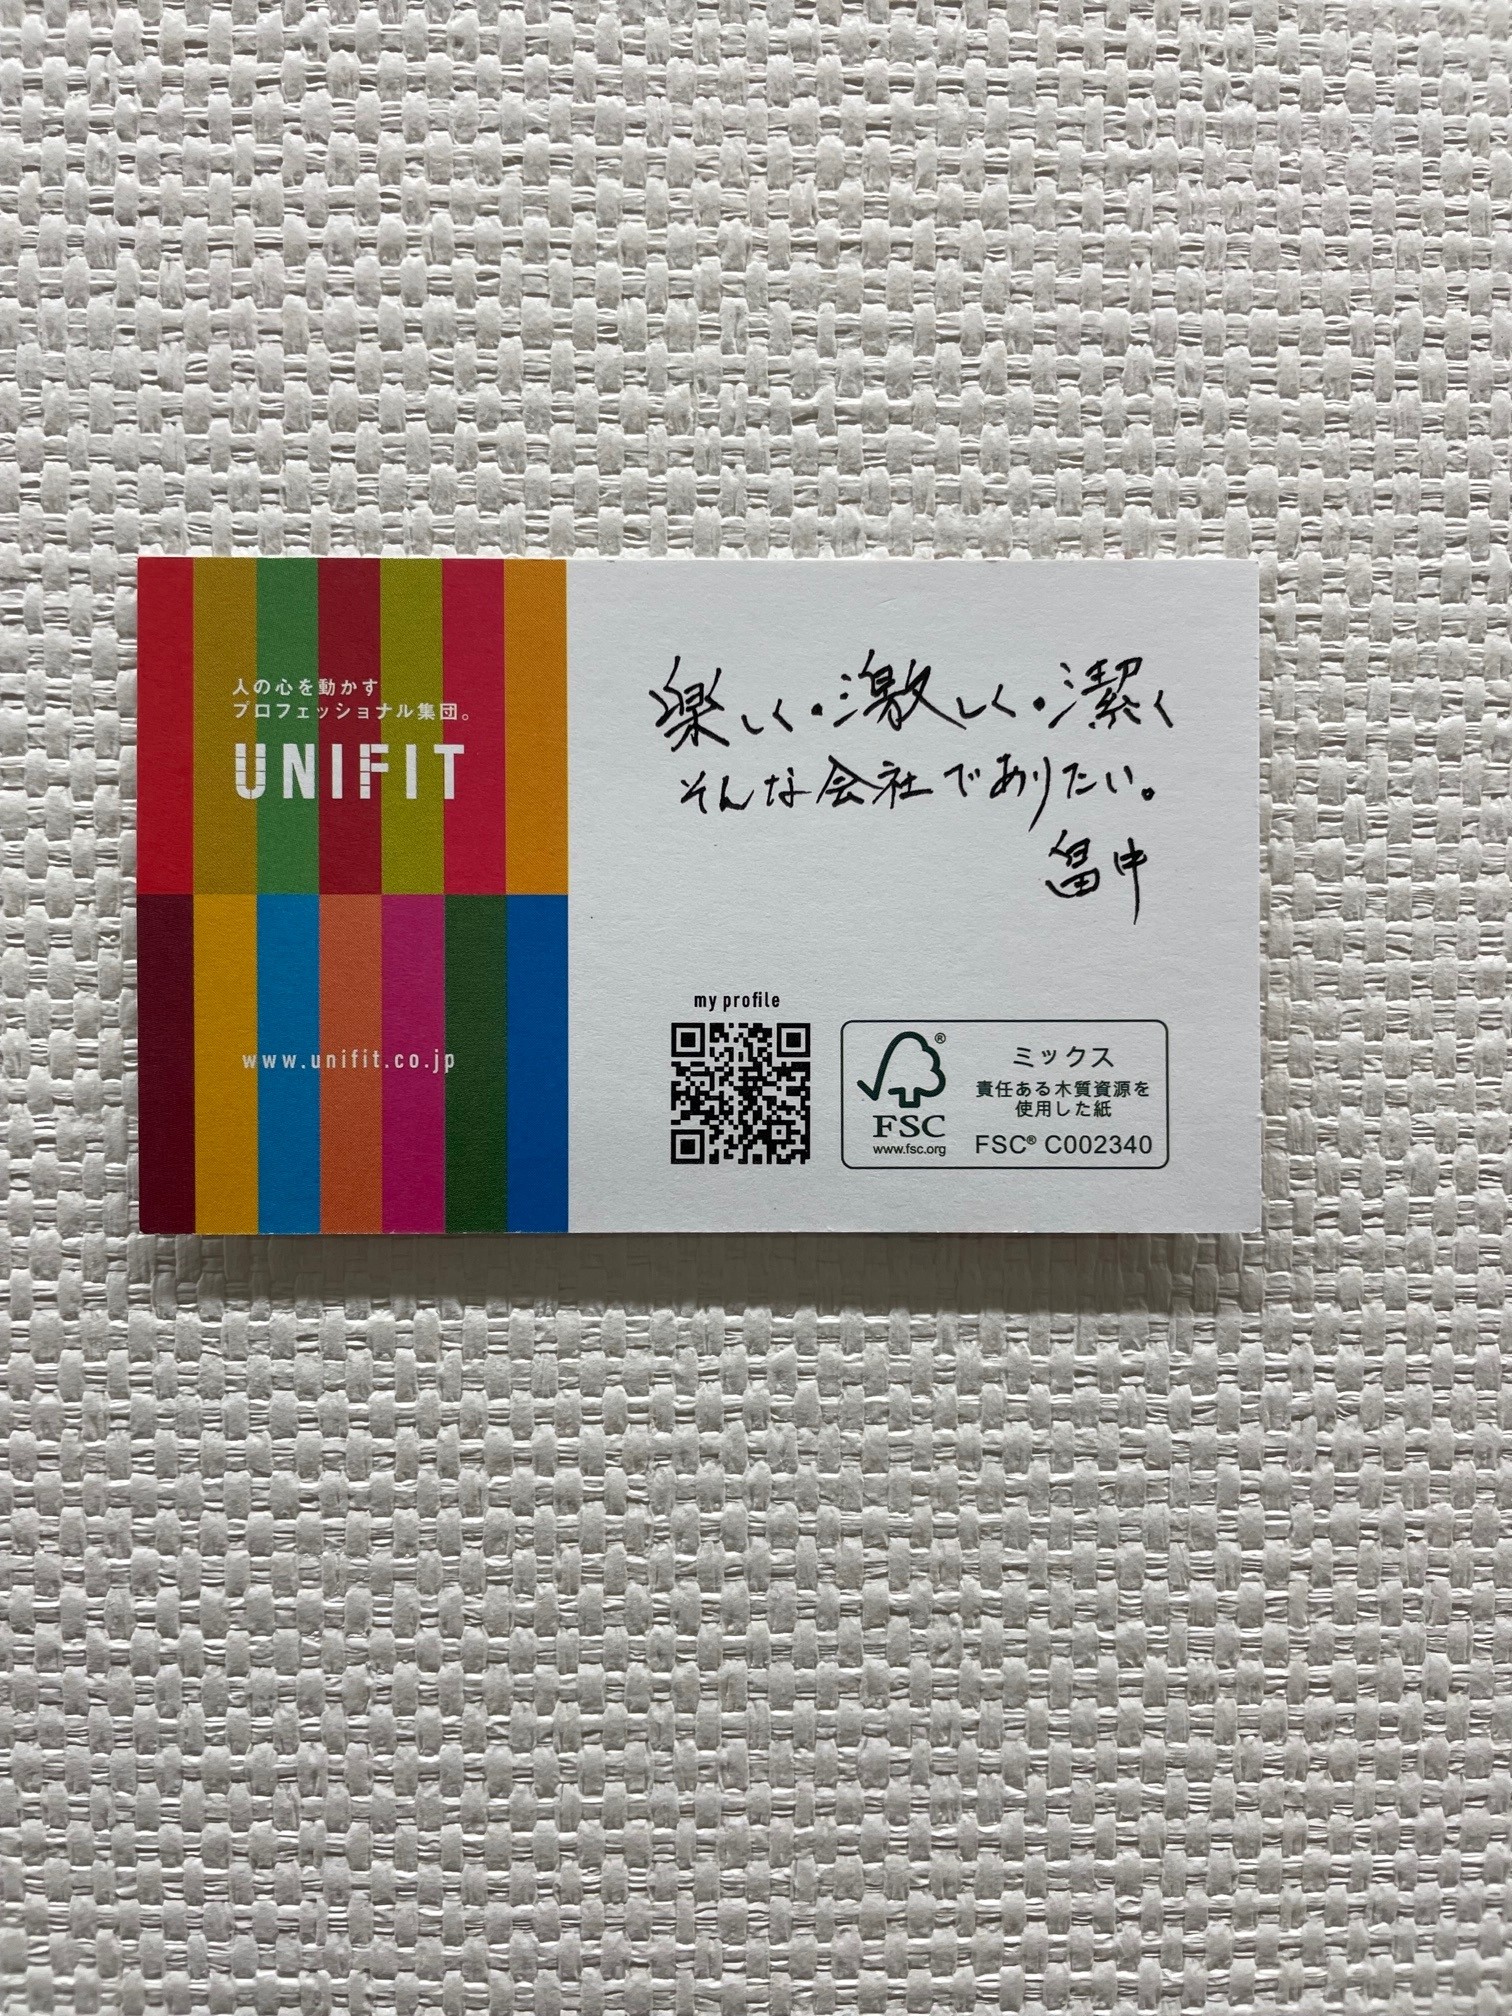 人の心を動かす
プロフェッショナル集団。
UNIFIT
www.unifit.co.jp
楽しく・激しく・潔く
そんな会社でありたい。
畠中
my profile
FSC®
www.fsc.org
ミックス
責任ある木質資源を
使用した紙
FSC® C002340